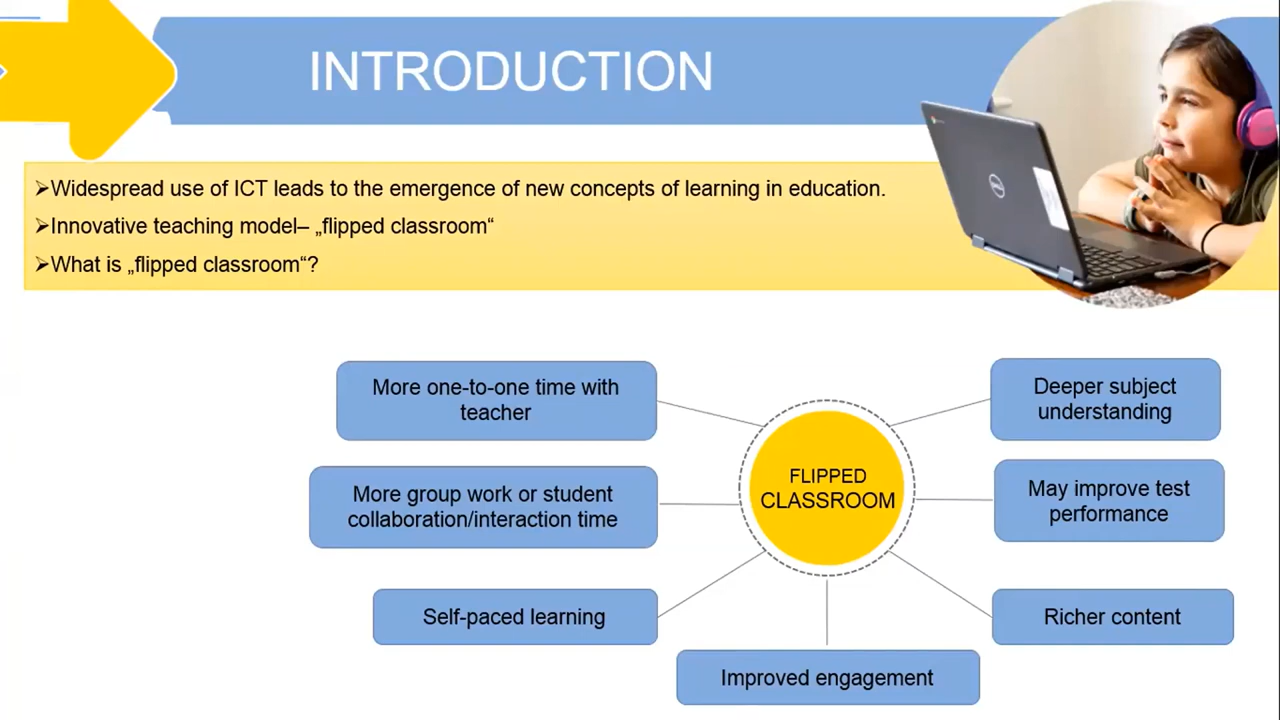 INTRODUCTION
➢Widespread use of ICT leads to the emergence of new concepts of learning in education.
➢Innovative teaching model– „flipped classroom“
➢What is „flipped classroom“?
More one-to-one time with
teacher
More group work or student
collaboration/interaction time
Self-paced learning
FLIPPED
CLASSROOM
Improved engagement
Deeper subject
understanding
May improve test
performance
Richer content